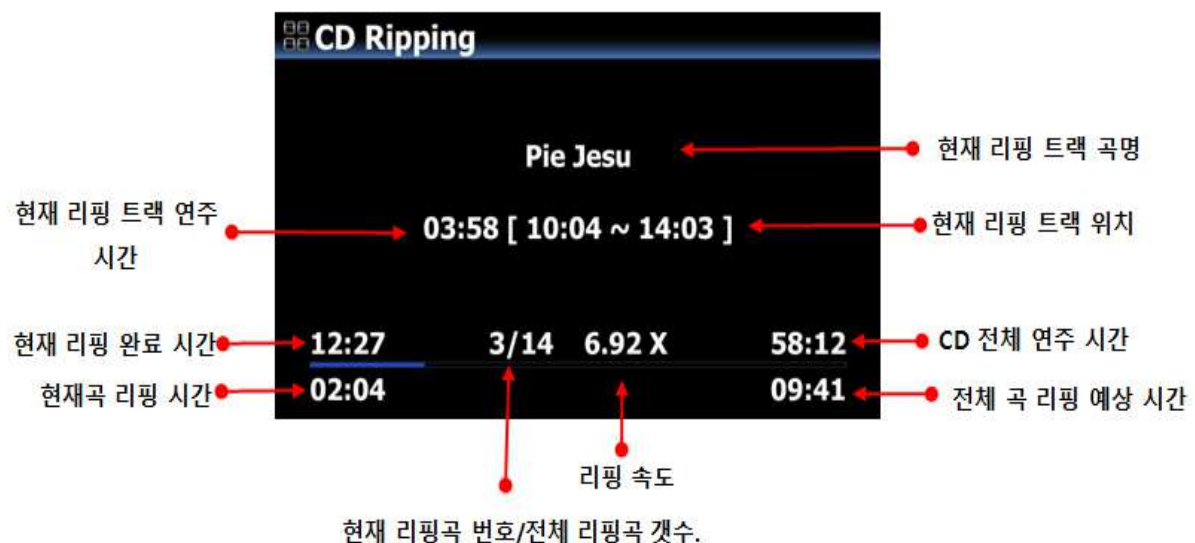 CD Ripping
Pie Jesu
현재 리핑 트랙 곡명
현재 리핑 트랙 연주
시간
03:58 [ 10:04 ~ 14:03 ]
현재 리핑 트랙 위치
현재 리핑 완료 시간
12:27 3/14 6.92 X 58:12
CD 전체 연주 시간
현재곡 리핑 시간
02:04 09:41
전체 곡 리핑 예상 시간
리핑 속도
현재 리핑곡 번호/전체 리핑곡 갯수.